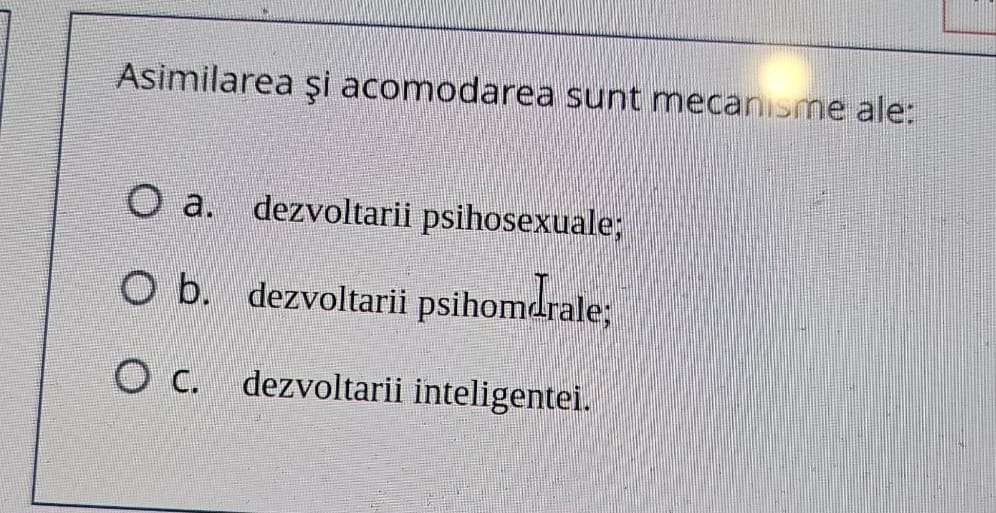 Asimilarea şi acomodarea sunt mecanisme ale:
a. dezvoltarii psihosexuale;
b. dezvoltarii psihomorale;
c. dezvoltarii inteligentei.